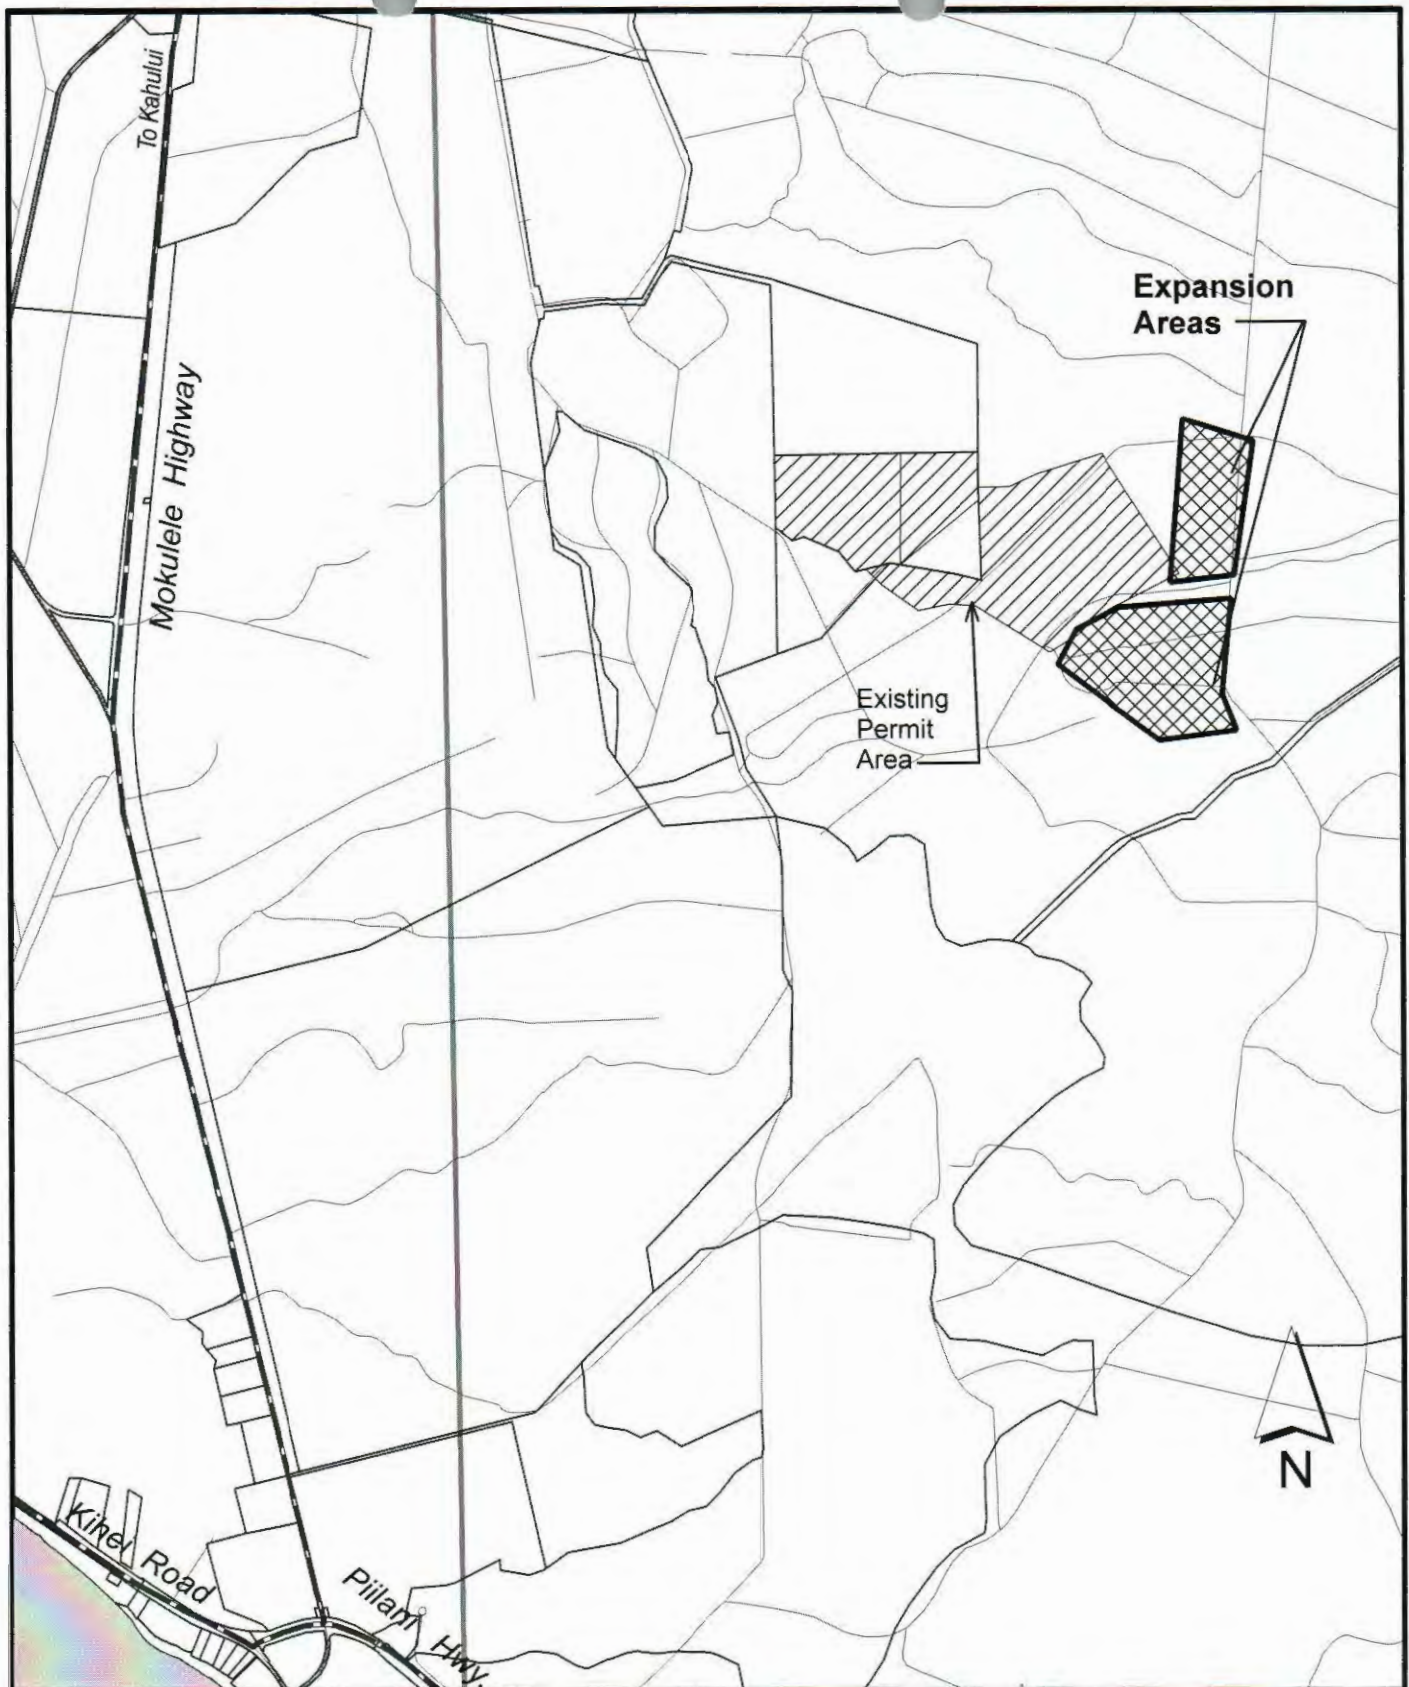 To Kahului
Expansion
Areas
Mokulele Highway
Existing
Permit
Area
N
Kihei Road
Piilani Hwy.